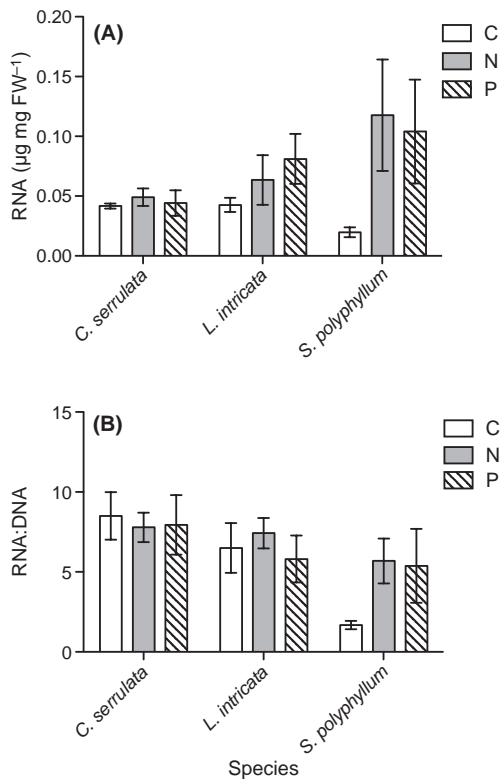 (A)
C
N
P
RNA (µg mg FW⁻¹)
0.20
0.15
0.10
0.05
0.00
C. serrulata
L. intricata
S. polyphyllum
(B)
C
N
P
RNA:DNA
15
10
5
0
C. serrulata
L. intricata
S. polyphyllum
Species